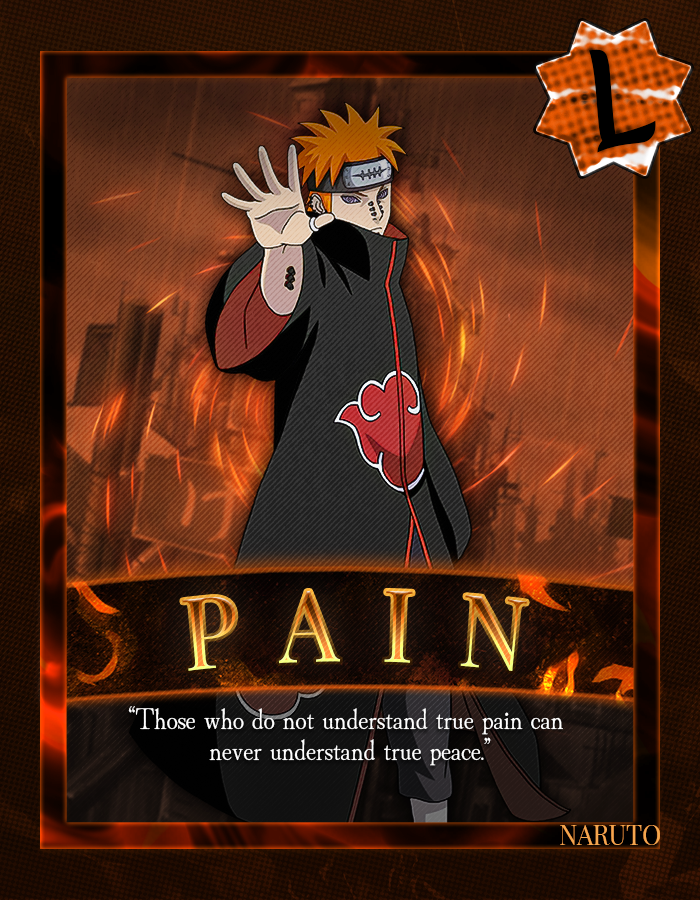 L
PAIN
“Those who do not understand true pain can
never understand true peace.”
NARUTO